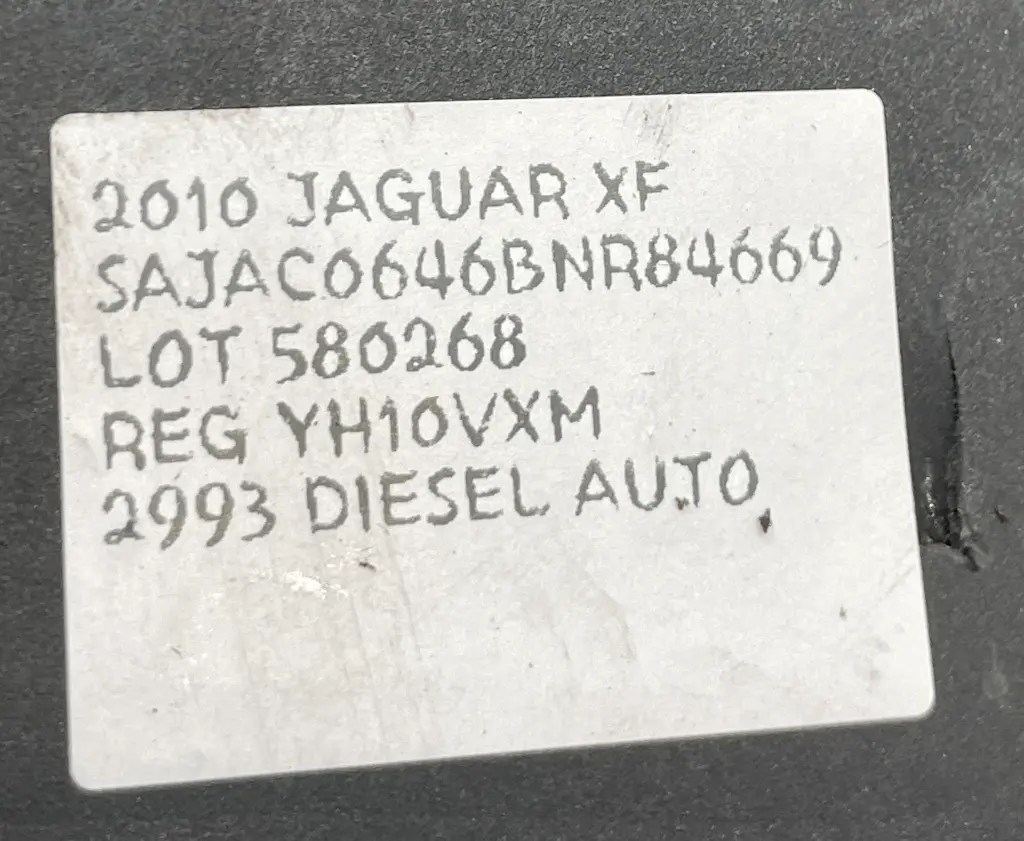 2010 JAGUAR XF
SAJAC0646BNR84669
LOT 580268
REG YH10VXM
2993 DIESEL AUTO